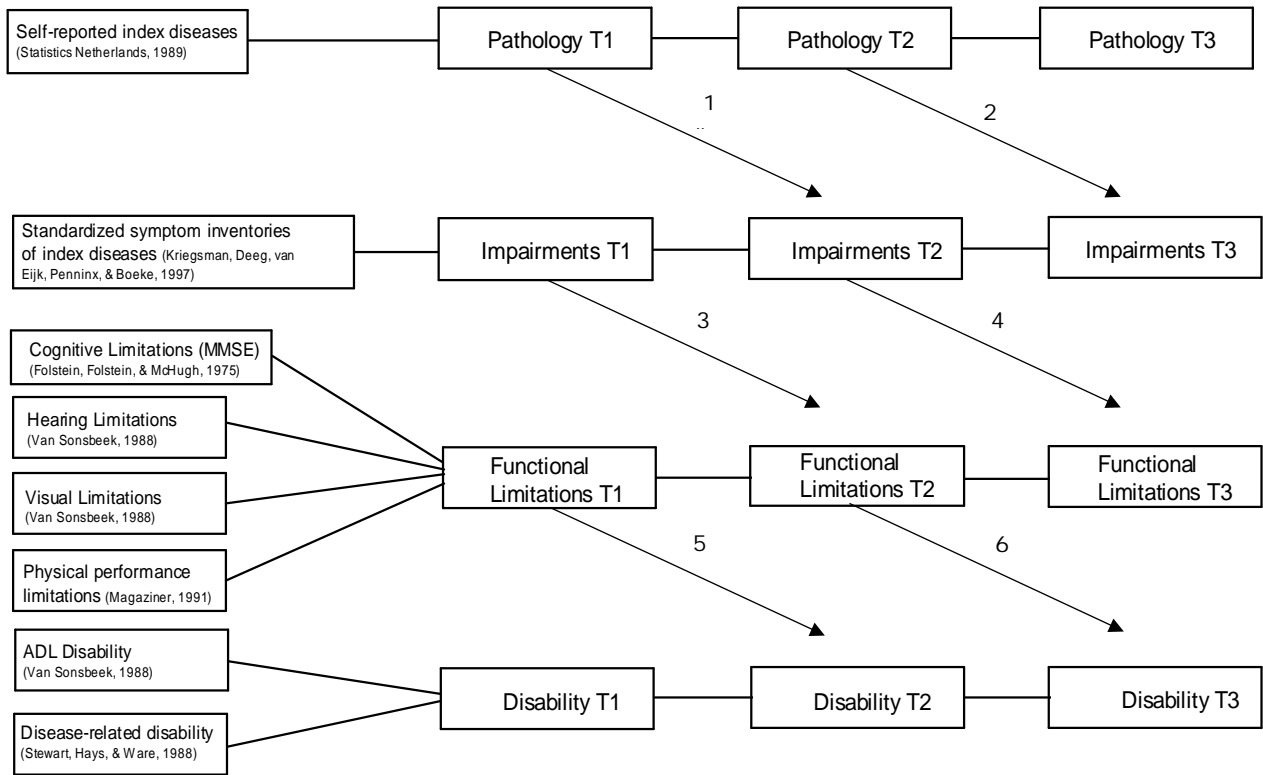 Self-reported index diseases
(Statistics Netherlands, 1989)
Pathology T1
Pathology T2
Pathology T3
1
2
Standardized symptom inventories
of index diseases (Kriegsman, Deeg, van
Eijk, Penninx, & Boeke, 1997)
Impairments T1
Impairments T2
Impairments T3
3
4
Cognitive Limitations (MMSE)
(Folstein, Folstein, & McHugh, 1975)
Hearing Limitations
(Van Sonsbeek, 1988)
Visual Limitations
(Van Sonsbeek, 1988)
Physical performance
limitations (Magaziner, 1991)
Functional
Limitations T1
Functional
Limitations T2
Functional
Limitations T3
5
6
ADL Disability
(Van Sonsbeek, 1988)
Disease-related disability
(Stewart, Hays, & Ware, 1988)
Disability T1
Disability T2
Disability T3